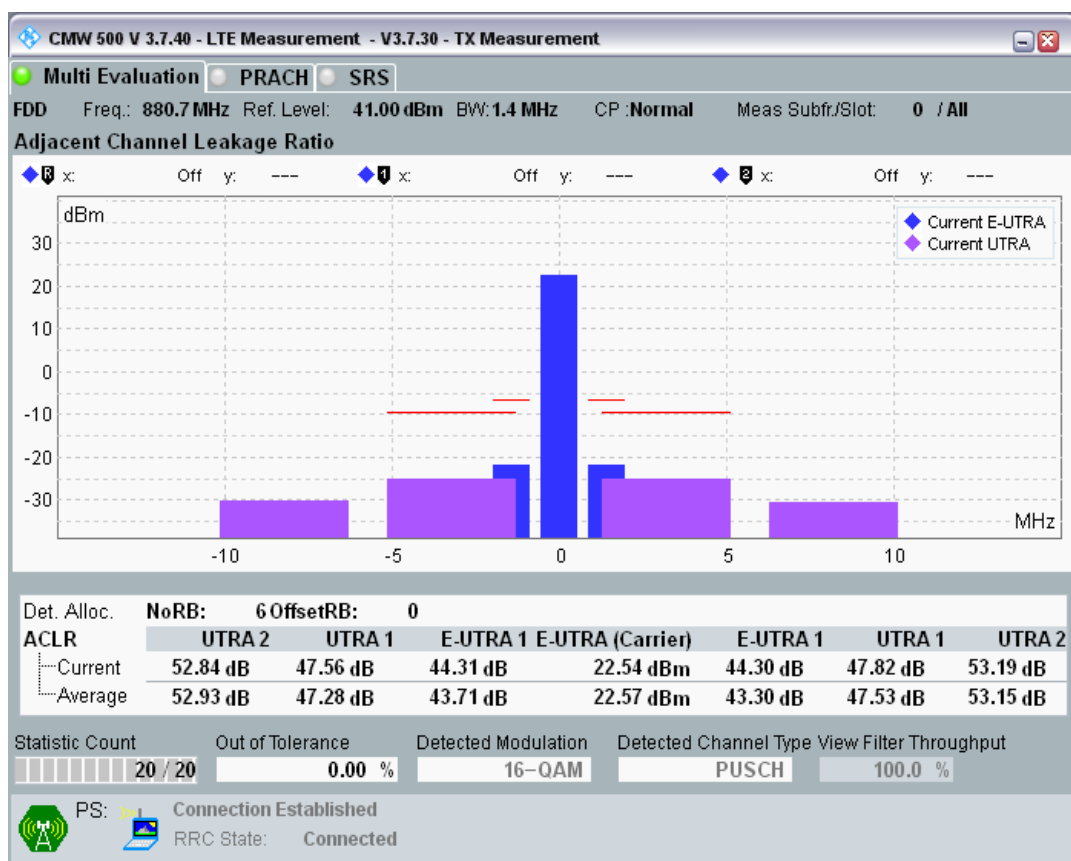 CMW 500 V 3.7.40 - LTE Measurement - V3.7.30 - TX Measurement
Multi Evaluation PRACH SRS
FDD Freq.: 880.7 MHz Ref. Level: 41.00 dBm BW: 1.4 MHz CP :Normal Meas Subfr./Slot: 0 / All
Adjacent Channel Leakage Ratio
R x: Off y: --- 1 x: Off y: --- 2 x: Off y: ---
dBm
Current E-UTRA
Current UTRA
30
20
10
0
-10
-20
-30
MHz
-10 -5 0 5 10
Det. Alloc. NoRB: 6 OffsetRB: 0
ACLR UTRA 2 UTRA 1 E-UTRA 1 E-UTRA (Carrier) E-UTRA 1 UTRA 1 UTRA 2
Current 52.84 dB 47.56 dB 44.31 dB 22.54 dBm 44.30 dB 47.82 dB 53.19 dB
Average 52.93 dB 47.28 dB 43.71 dB 22.57 dBm 43.30 dB 47.53 dB 53.15 dB
Statistic Count Out of Tolerance Detected Modulation Detected Channel Type View Filter Throughput
20 / 20 0.00 % 16-QAM PUSCH 100.0 %
PS: Connection Established
RRC State: Connected